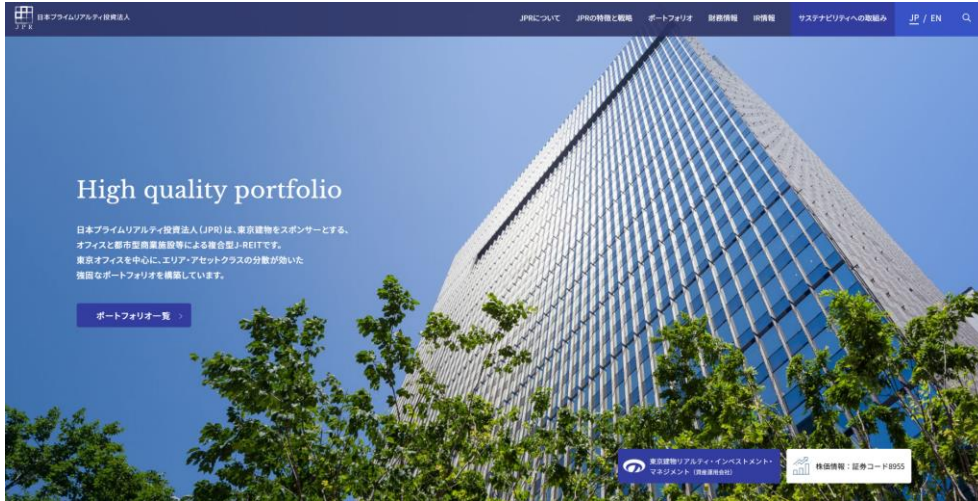 JPR
日本プライムリアルティ投資法人
JPRについて
JPRの特徴と戦略
ポートフォリオ
財務情報
IR情報
サステナビリティへの取組み
JP / EN
High quality portfolio
日本プライムリアルティ投資法人(JPR)は、東京建物をスポンサーとする、
オフィスと都市型商業施設等による複合型J-REITです。
東京オフィスを中心に、エリア・アセットクラスの分散が効いた
強固なポートフォリオを構築しています。
ポートフォリオ一覧
東京建物リアルティ・インベストメント・
マネジメント（資産運用会社）
株価情報：証券コード8955